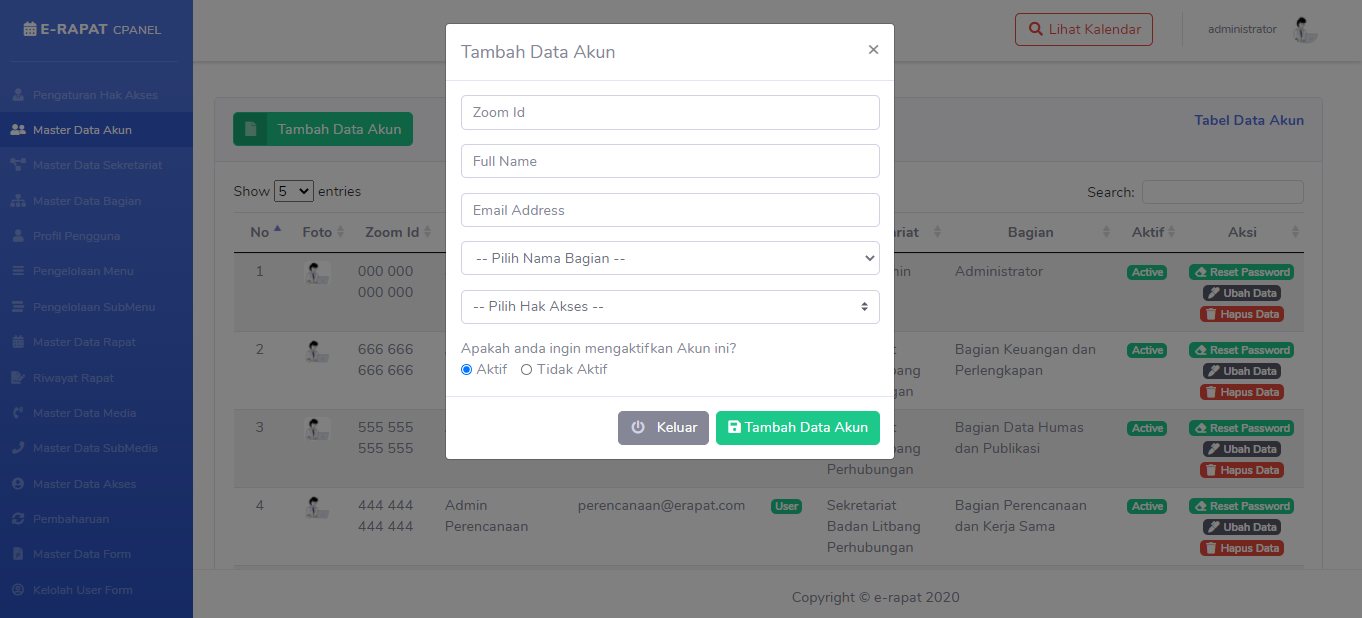 E-RAPAT CPANEL
Pengaturan Hak Akses
Master Data Akun
Master Data Sekretariat
Master Data Bagian
Profil Pengguna
Pengelolaan Menu
Pengelolaan SubMenu
Master Data Rapat
Riwayat Rapat
Master Data Media
Master Data SubMedia
Master Data Akses
Pembaharuan
Master Data Form
Kelolah User Form
Lihat Kalendar
administrator
Tambah Data Akun
Tabel Data Akun
Show 5 entries
Search:
No Foto Zoom Id Bagian Aktif Aksi
1 000 000 Administrator Active Reset Password
000 000 Ubah Data
Hapus Data
2 666 666 Bagian Keuangan dan Active Reset Password
666 666 Perlengkapan Ubah Data
Hapus Data
3 555 555 Bagian Data Humas Active Reset Password
555 555 dan Publikasi Ubah Data
Perhubungan Hapus Data
4 444 444 Admin perencanaan@erapat.com User Sekretariat Bagian Perencanaan Active Reset Password
444 444 Perencanaan Badan Litbang dan Kerja Sama Ubah Data
Perhubungan Hapus Data
Tambah Data Akun ×
Zoom Id
Full Name
Email Address
-- Pilih Nama Bagian --
-- Pilih Hak Akses --
Apakah anda ingin mengaktifkan Akun ini?
Aktif Tidak Aktif
Keluar Tambah Data Akun
Copyright © e-rapat 2020